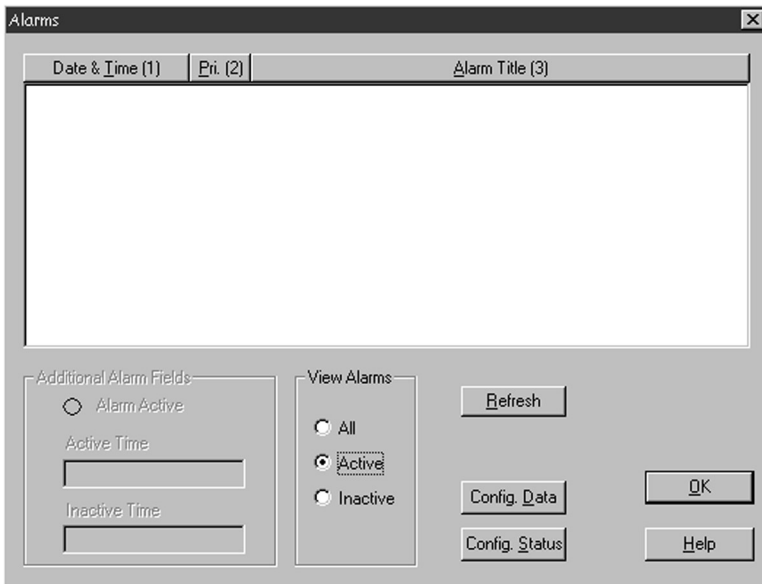 Alarms
Date & Time (1) Pri. (2) Alarm Title (3)
Additional Alarm Fields
Alarm Active
Active Time
Inactive Time
View Alarms
All
Active
Inactive
Refresh
Config. Data
Config. Status
OK
Help